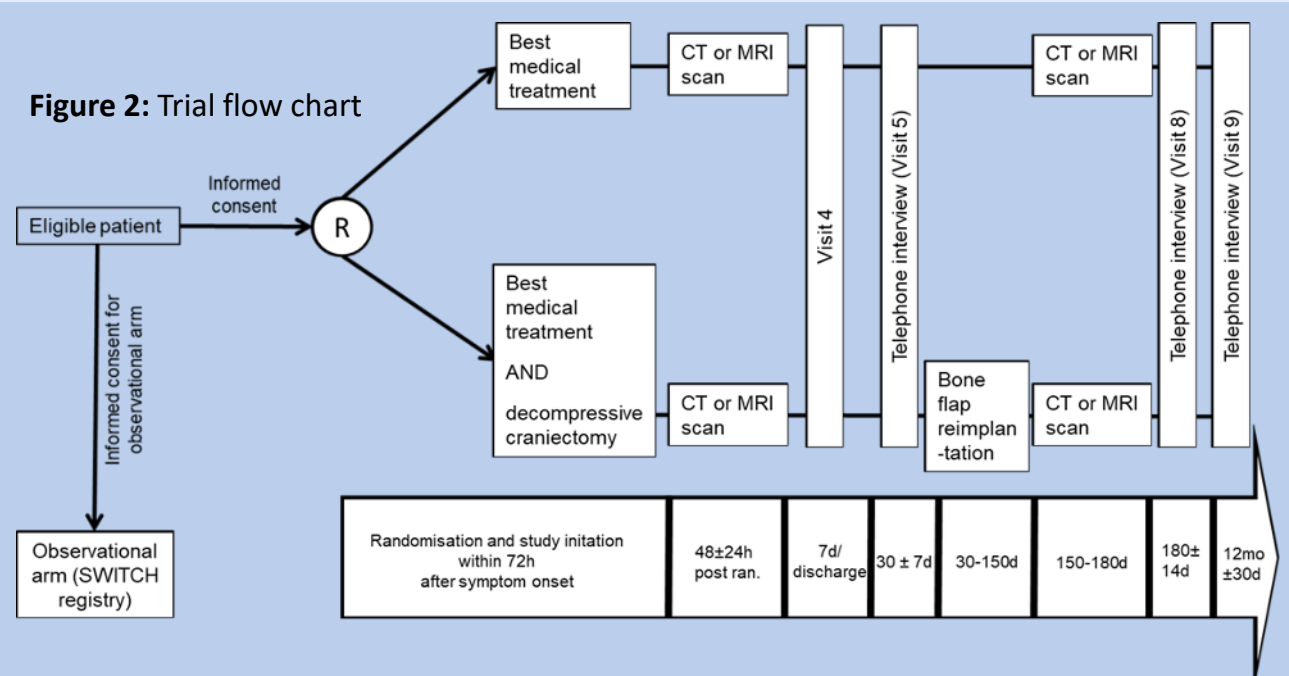 Figure 2: Trial flow chart
Eligible patient
Informed
consent
R
Informed consent for
observational arm
Observational
arm (SWITCH
registry)
Best
medical
treatment
CT or MRI
scan
Best
medical
treatment
AND
decompressive
craniectomy
CT or MRI
scan
Visit 4
Telephone interview (Visit 5)
Bone
flap
reimplan
-tation
CT or MRI
scan
CT or MRI
scan
Telephone interview (Visit 8)
Telephone interview (Visit 9)
Randomisation and study initation
within 72h
after symptom onset
48±24h
post ran.
7d/
discharge
30 ± 7d
30-150d
150-180d
180±
14d
12mo
±30d